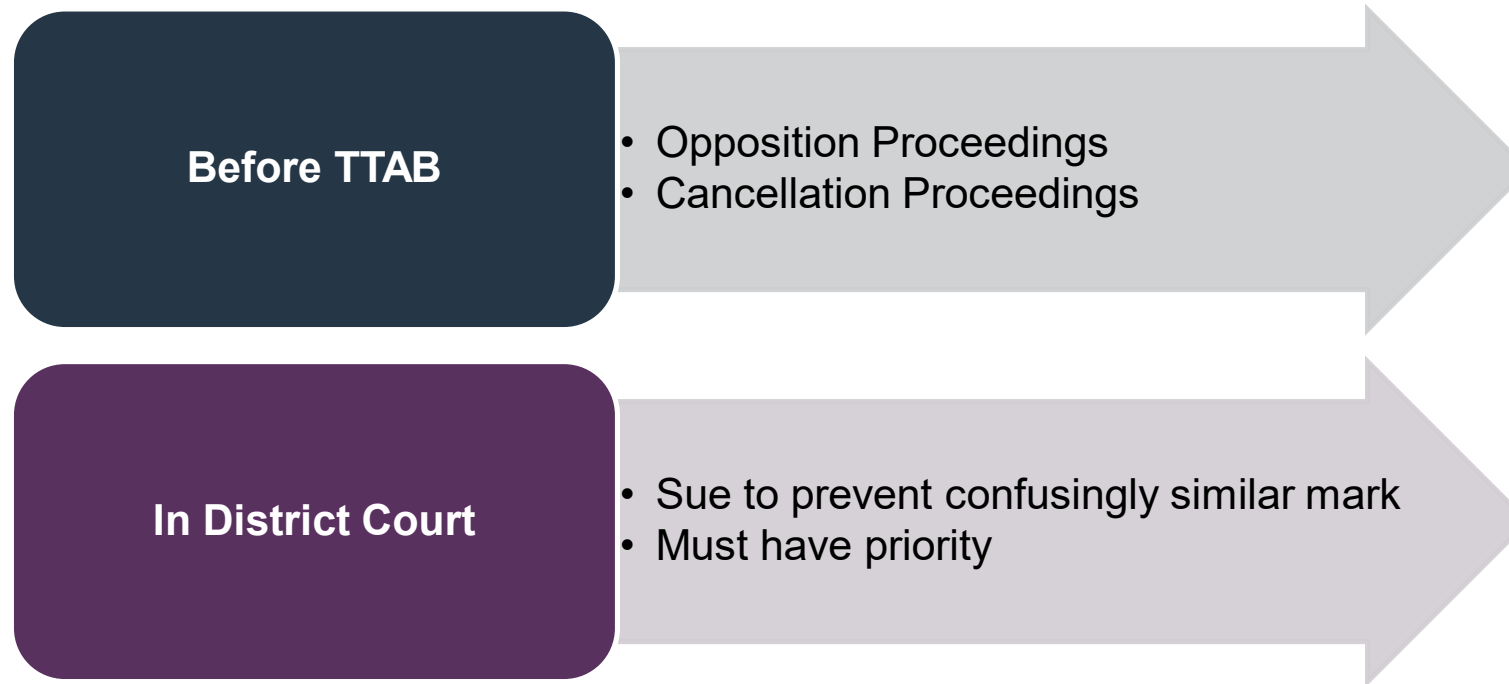 Before TTAB
• Opposition Proceedings
• Cancellation Proceedings
In District Court
• Sue to prevent confusingly similar mark
• Must have priority